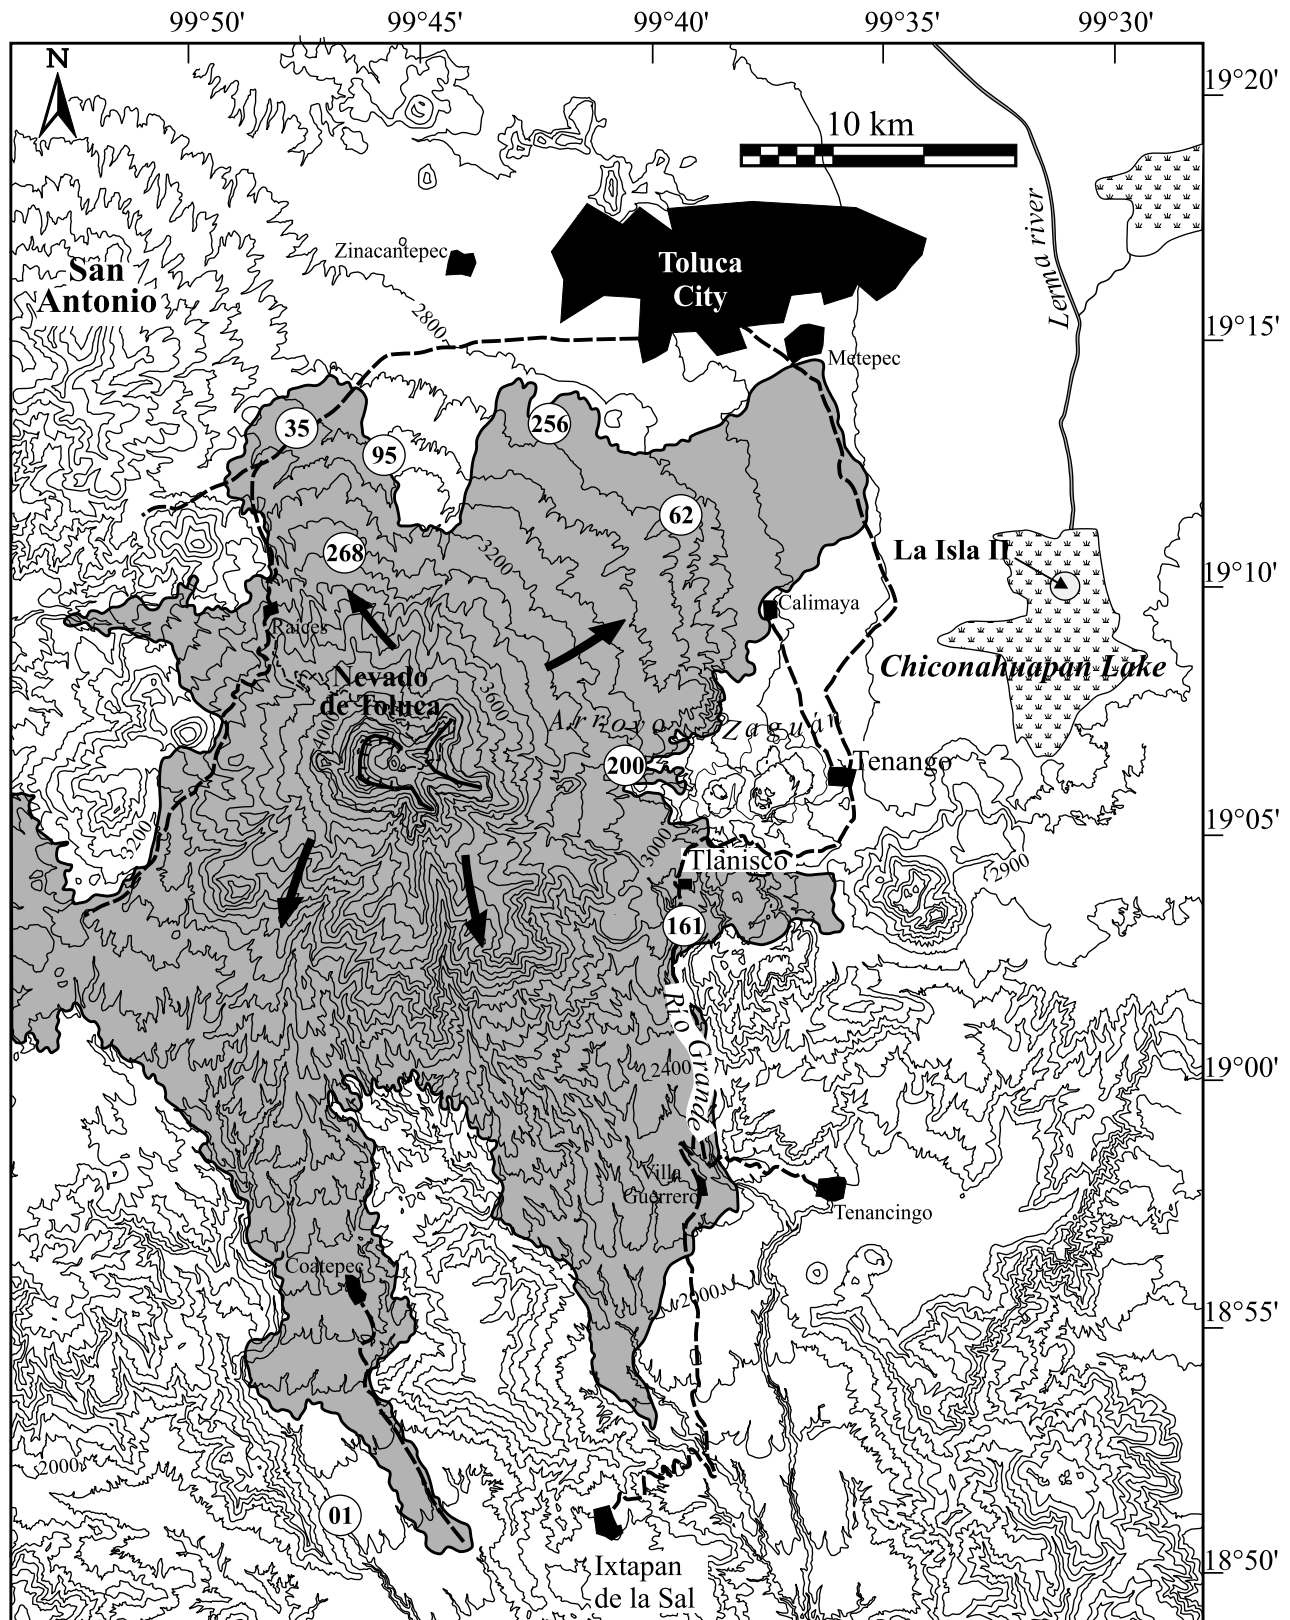 99°50'
99°45'
99°40'
99°35'
99°30'
N
19°20'
10 km
Lerma river
Zinacantepec
San
Antonio
Toluca
City
2800
19°15'
Metepec
35
95
256
62
268
3200
La Isla II
19°10'
Calimaya
Raíces
Chiconahuapan Lake
Nevado
de Toluca
3600
Arroyo Zaguán
200
Tenango
3200
3000
19°05'
Tlanisco
2900
161
Río Grande
2400
19°00'
Villa
Guerrero
Tenancingo
Coatepec
2000
18°55'
2000
01
Ixtapan
de la Sal
18°50'